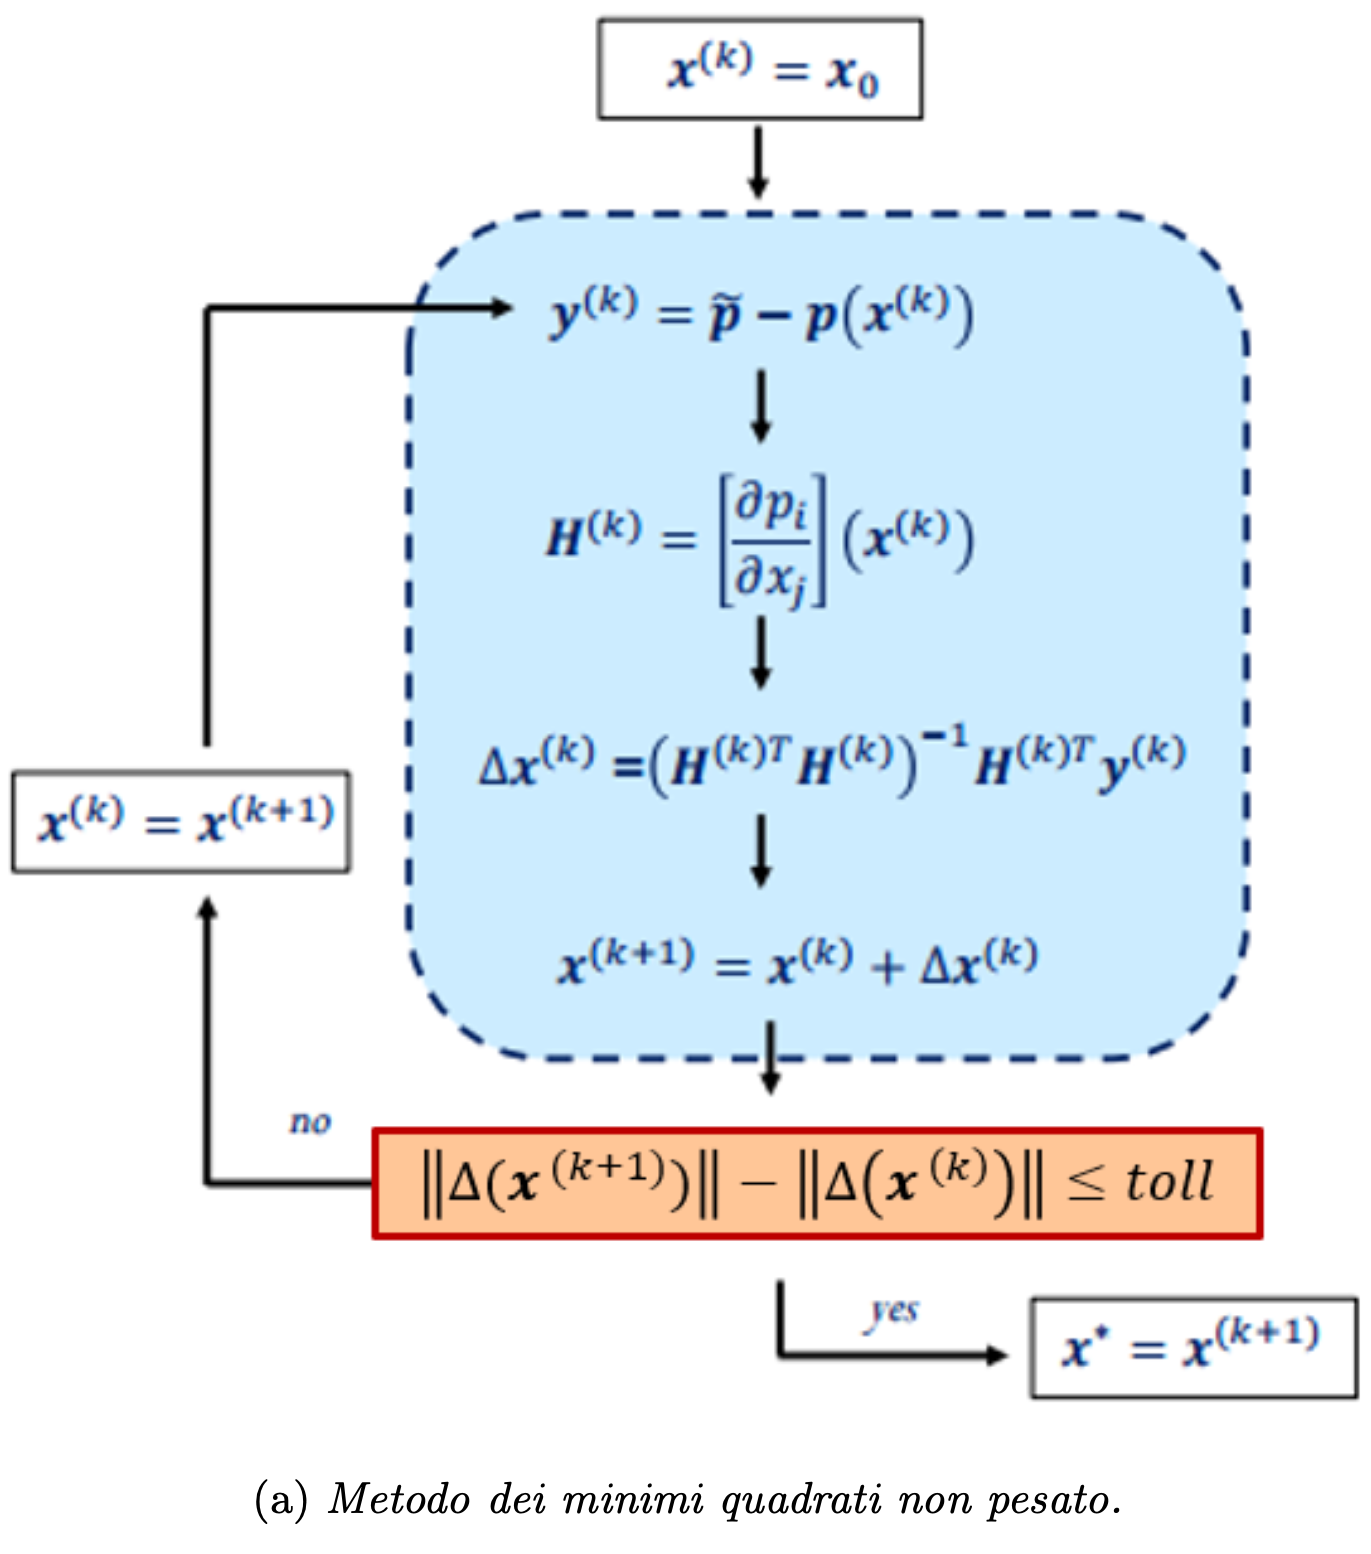 x^(k) = x_0
y^(k) = p̃ − p(x^(k))
H^(k) = [∂p_i/∂x_j] (x^(k))
Δx^(k) =(H^(k)T H^(k))^−1 H^(k)T y^(k)
x^(k) = x^(k+1)
x^(k+1) = x^(k) + Δx^(k)
no
‖Δ(x^(k+1))‖ − ‖Δ(x^(k))‖ ≤ toll
yes
x^* = x^(k+1)
(a) Metodo dei minimi quadrati non pesato.